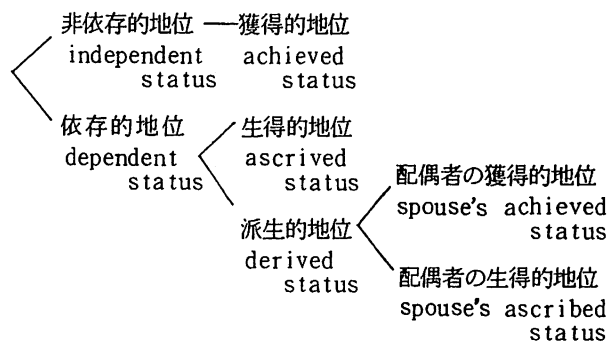 非依存的地位 獲得的地位
independent achieved
status status
依存的地位 生得的地位
dependent ascrived
status status
配偶者の獲得的地位
spouse's achieved
status
派生的地位
derived
status
配偶者の生得的地位
spouse's ascribed
status